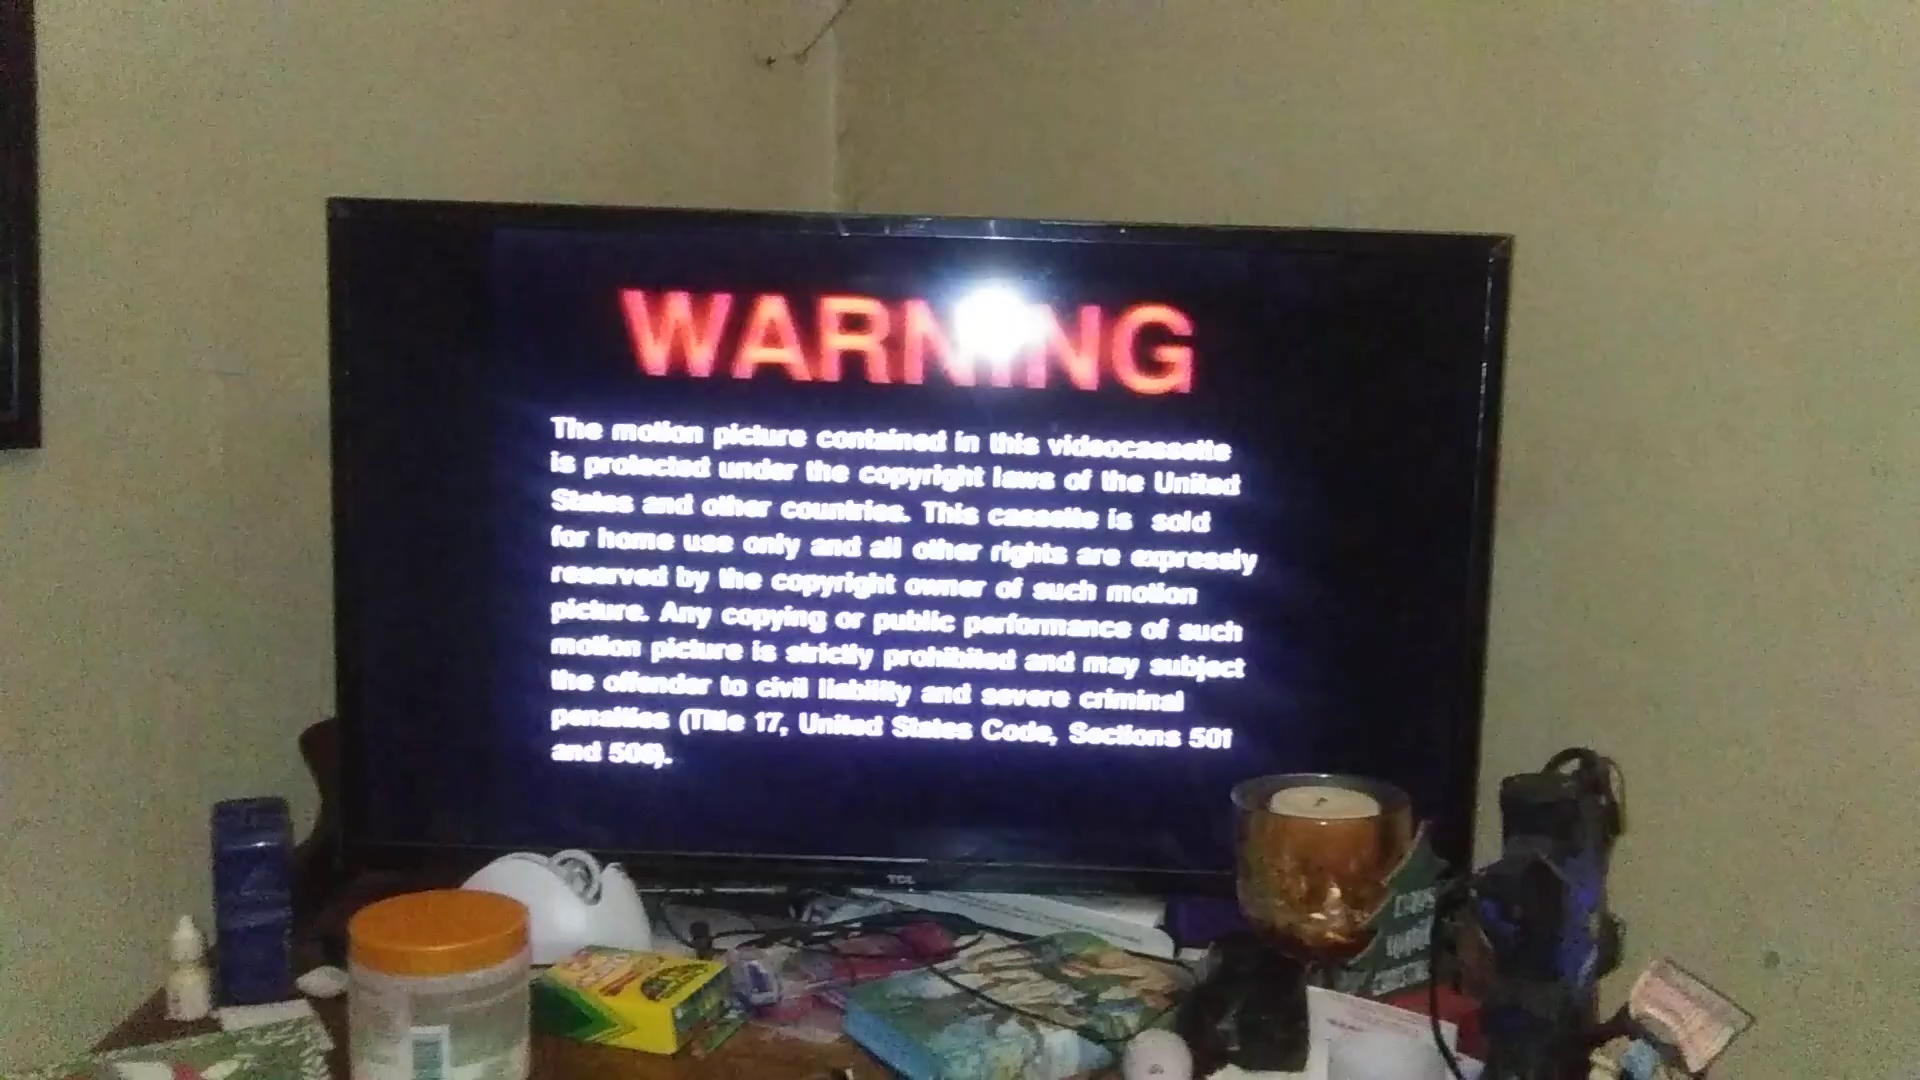 WARNING
The motion picture contained in this videocassette
is protected under the copyright laws of the United
States and other countries. This cassette is sold
for home use only and all other rights are expressly
reserved by the copyright owner of such motion
picture. Any copying or public performance of such
motion picture is strictly prohibited and may subject
the offender to civil liability and severe criminal
penalties (Title 17, United States Code, Sections 501
and 506).
TCL